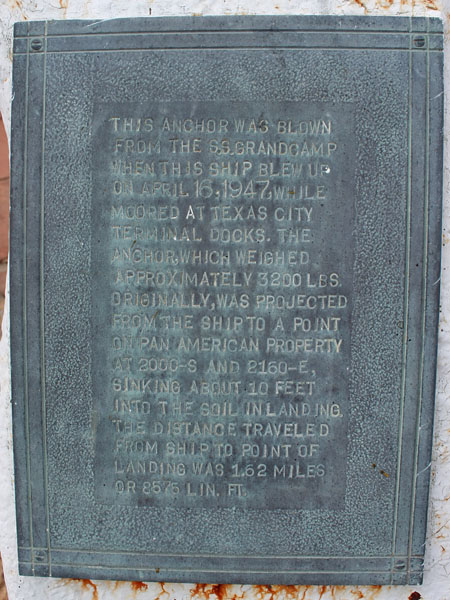 THIS ANCHOR WAS BLOWN
FROM THE S.S. GRANDCAMP
WHEN THIS SHIP BLEW UP
ON APRIL 16, 1947, WHILE
MOORED AT TEXAS CITY
TERMINAL DOCKS. THE
ANCHOR, WHICH WEIGHED
APPROXIMATELY 3200 LBS.
ORIGINALLY, WAS PROJECTED
FROM THE SHIP TO A POINT
ON PAN AMERICAN PROPERTY
AT 2000-S AND 2160-E,
SINKING ABOUT 10 FEET
INTO THE SOIL IN LANDING.
THE DISTANCE TRAVELED
FROM SHIP TO POINT OF
LANDING WAS 1.62 MILES
OR 8575 LIN. FT.